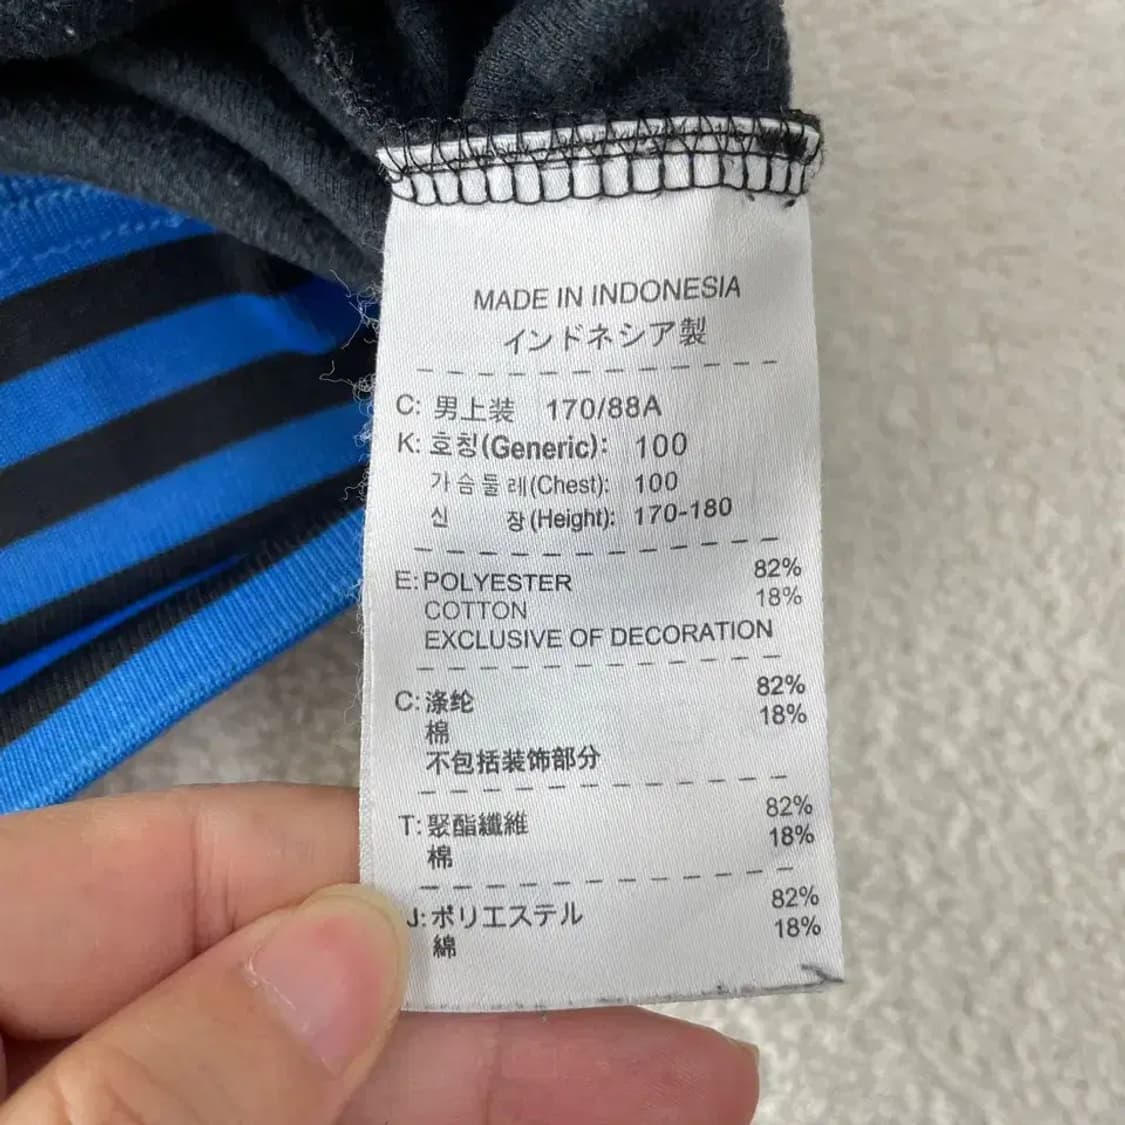 MADE IN INDONESIA
インドネシア製
C: 男上装 170/88A
K: 호칭(Generic): 100
가슴둘레(Chest): 100
신 장(Height): 170-180
E: POLYESTER 82%
COTTON 18%
EXCLUSIVE OF DECORATION
C: 涤纶 82%
棉 18%
不包括装饰部分
T: 聚酯纖維 82%
棉 18%
J: ポリエステル 82%
綿 18%